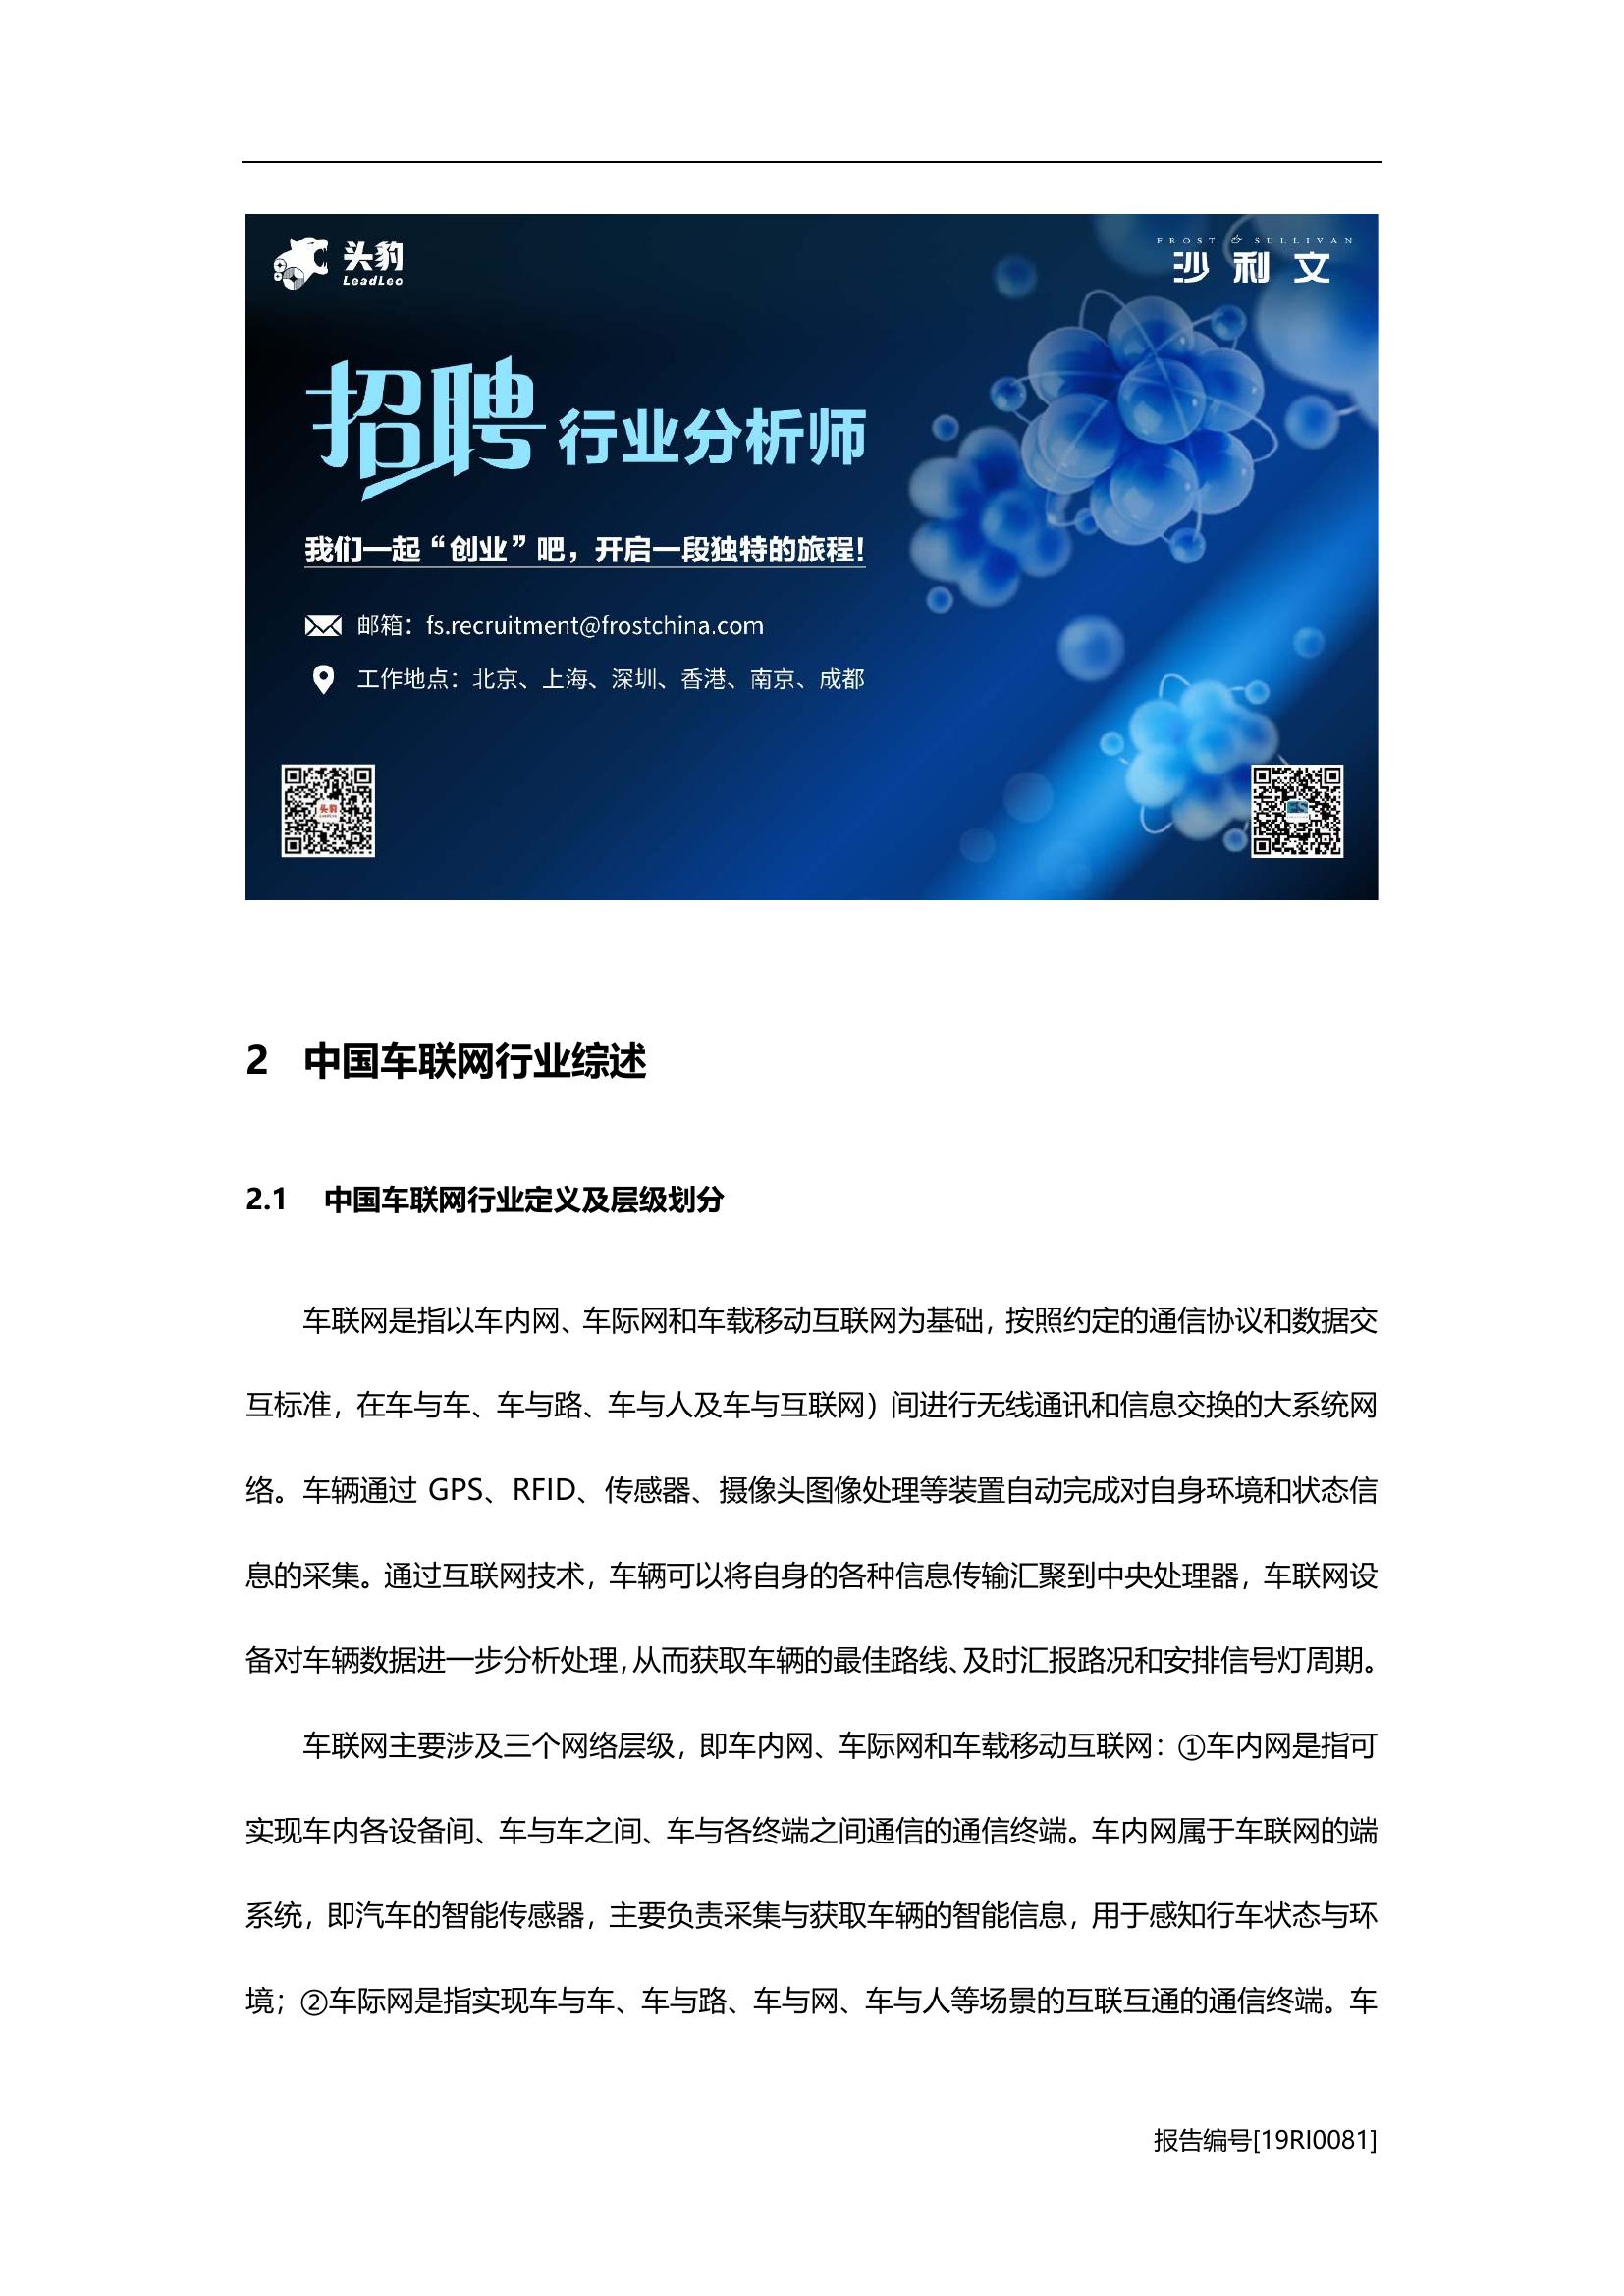 头豹
LeadLeo
FROST & SULLIVAN
沙利文
招聘 行业分析师
我们一起“创业”吧，开启一段独特的旅程！
邮箱：fs.recruitment@frostchina.com
工作地点：北京、上海、深圳、香港、南京、成都
头豹
2 中国车联网行业综述
2.1 中国车联网行业定义及层级划分
车联网是指以车内网、车际网和车载移动互联网为基础，按照约定的通信协议和数据交
互标准，在车与车、车与路、车与人及车与互联网）间进行无线通讯和信息交换的大系统网
络。车辆通过 GPS、RFID、传感器、摄像头图像处理等装置自动完成对自身环境和状态信
息的采集。通过互联网技术，车辆可以将自身的各种信息传输汇聚到中央处理器，车联网设
备对车辆数据进一步分析处理，从而获取车辆的最佳路线、及时汇报路况和安排信号灯周期。
车联网主要涉及三个网络层级，即车内网、车际网和车载移动互联网：①车内网是指可
实现车内各设备间、车与车之间、车与各终端之间通信的通信终端。车内网属于车联网的端
系统，即汽车的智能传感器，主要负责采集与获取车辆的智能信息，用于感知行车状态与环
境；②车际网是指实现车与车、车与路、车与网、车与人等场景的互联互通的通信终端。车
报告编号[19RI0081]